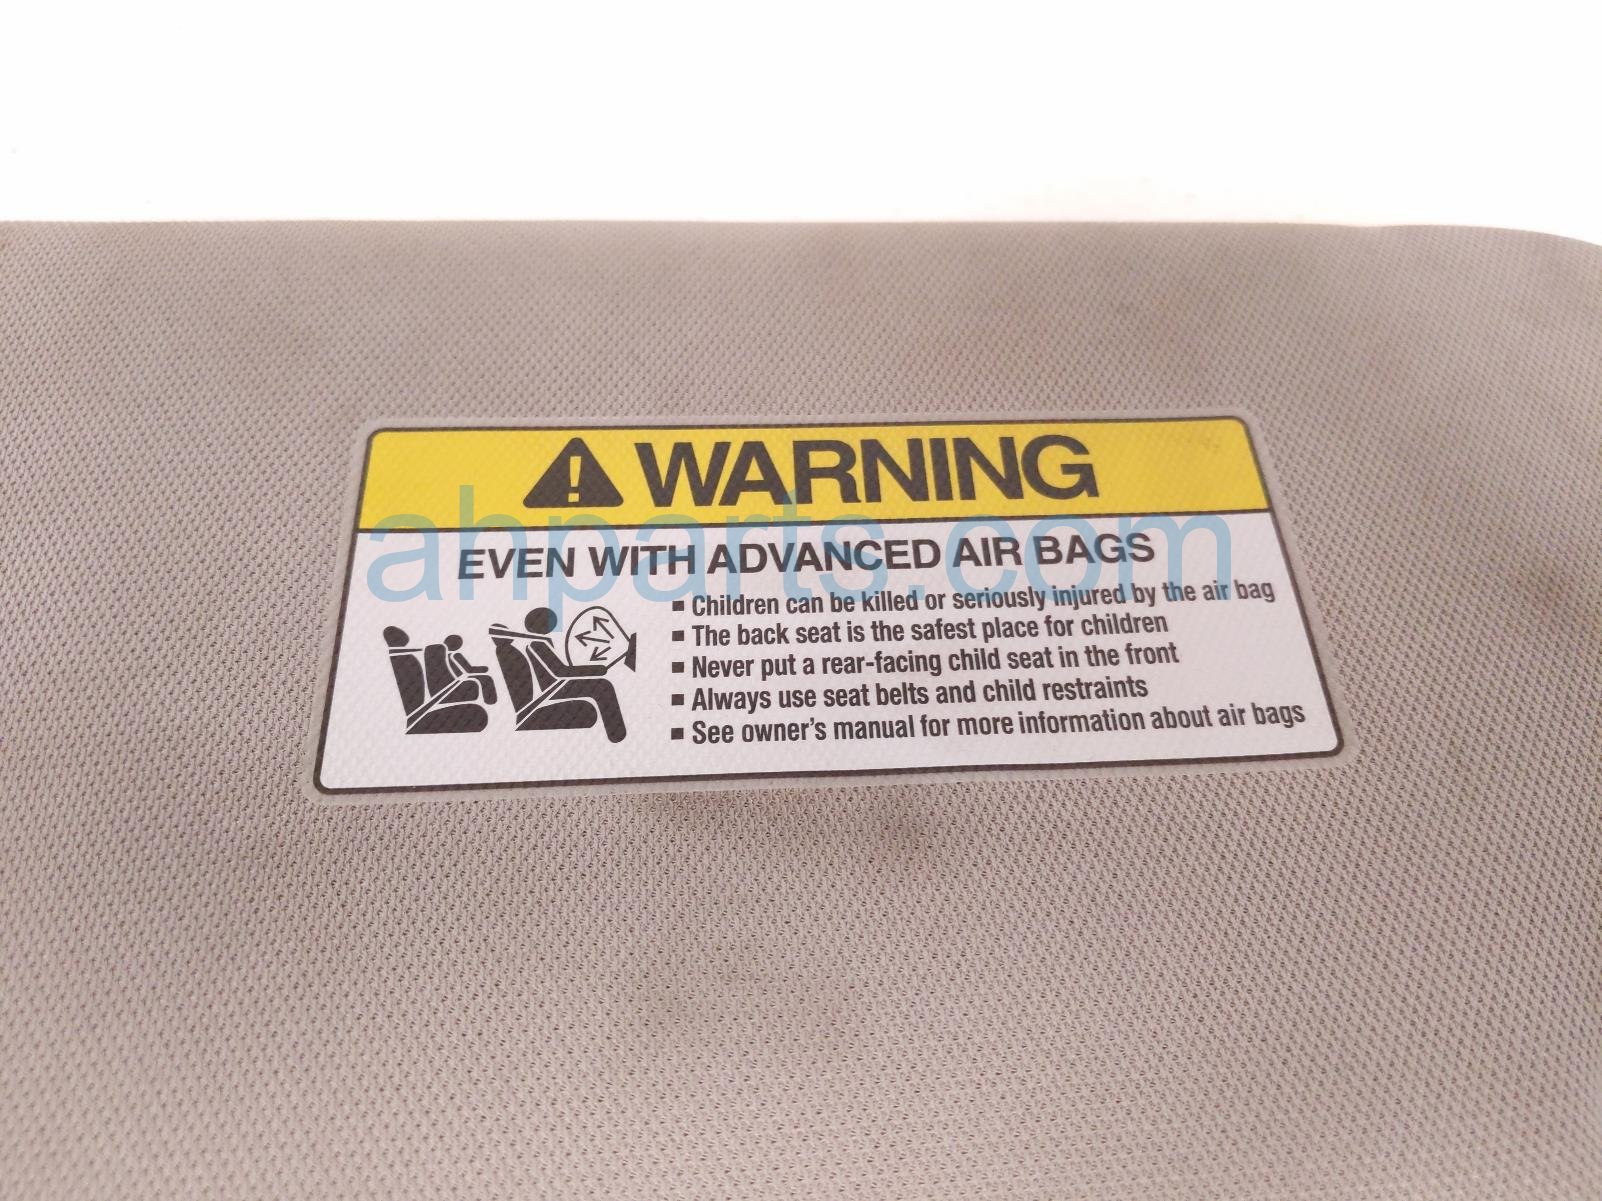 WARNING
EVEN WITH ADVANCED AIR BAGS
▪ Children can be killed or seriously injured by the air bag
▪ The back seat is the safest place for children
▪ Never put a rear-facing child seat in the front
▪ Always use seat belts and child restraints
▪ See owner's manual for more information about air bags
ahparts.com